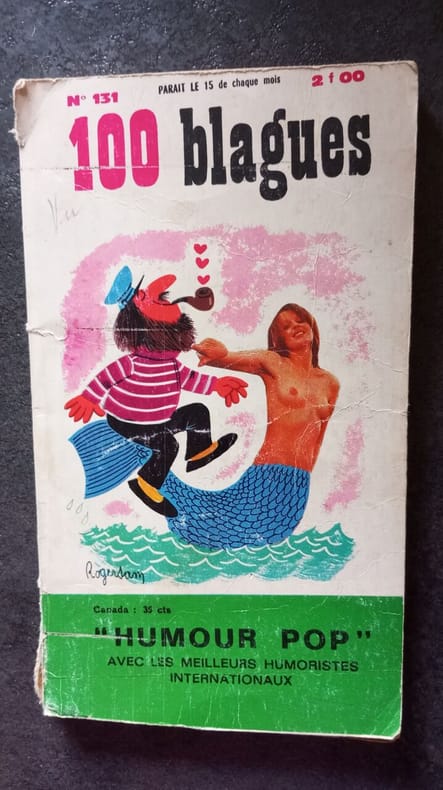 N° 131
PARAIT LE 15 de chaque mois
2 f 00
100 blagues
Vu
Rogersam
Canada : 35 cts
"HUMOUR POP"
AVEC LES MEILLEURS HUMORISTES
INTERNATIONAUX